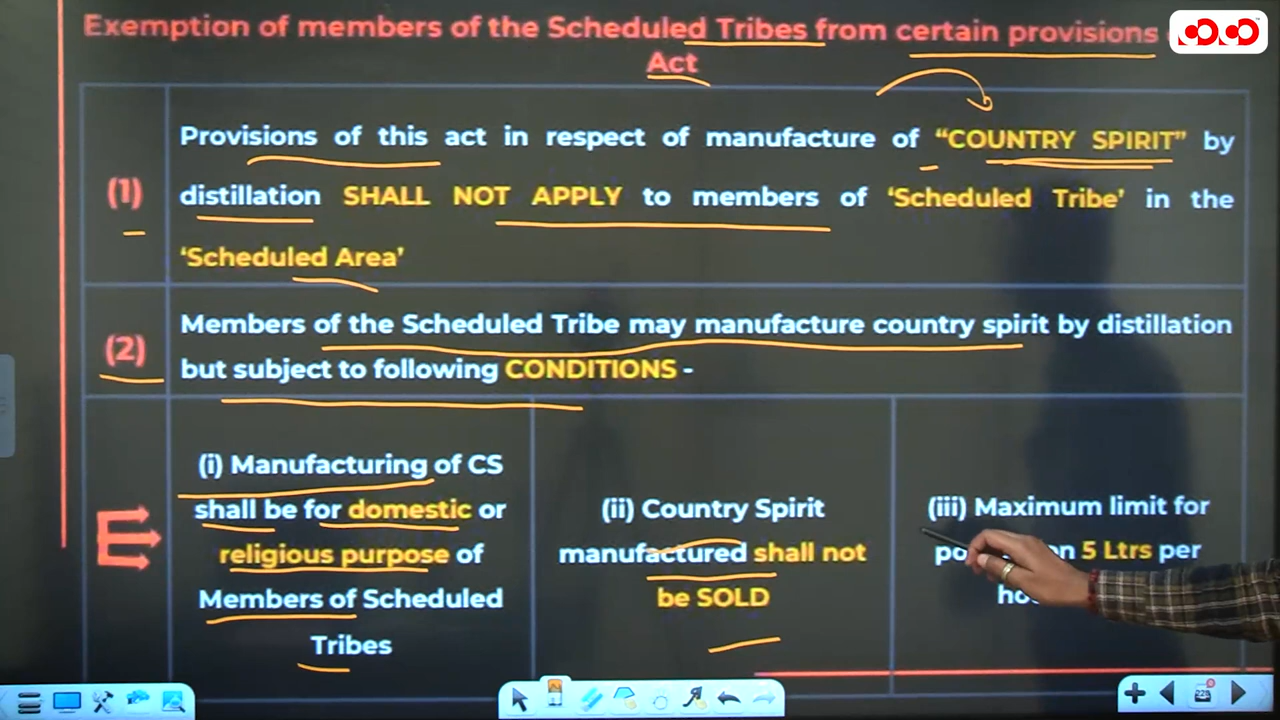 Exemption of members of the Scheduled Tribes from certain provisions
Act
(1)
Provisions of this act in respect of manufacture of “COUNTRY SPIRIT” by
distillation SHALL NOT APPLY to members of ‘Scheduled Tribe’ in the
‘Scheduled Area’
(2)
Members of the Scheduled Tribe may manufacture country spirit by distillation
but subject to following CONDITIONS -
(i) Manufacturing of CS
shall be for domestic or
religious purpose of
Members of Scheduled
Tribes
(ii) Country Spirit
manufactured shall not
be SOLD
(iii) Maximum limit for
5 Ltrs per